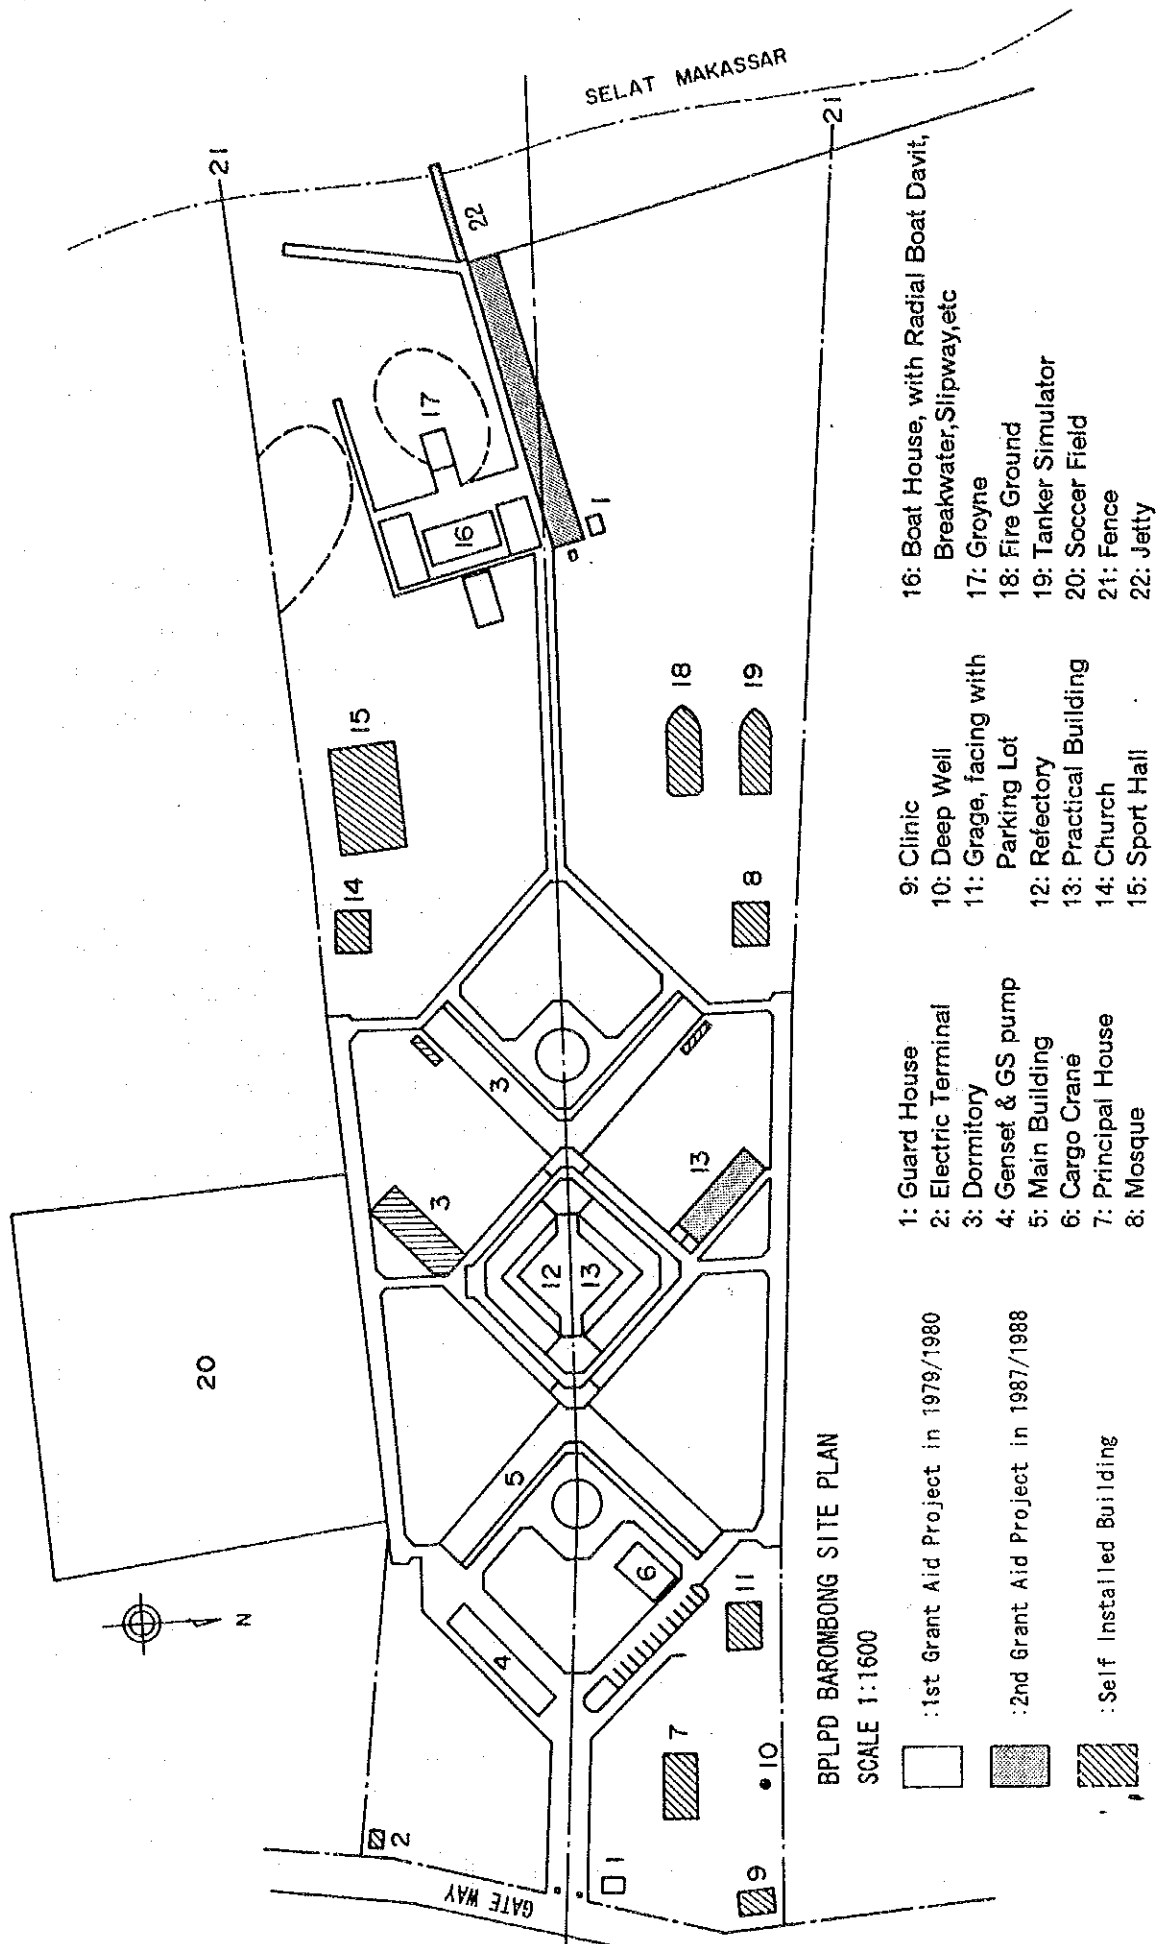 SELAT MAKASSAR
GATE WAY
N
21
21
22
17
16
1
15
14
18
19
8
3
3
13
12
13
20
5
6
4
11
7
10
2
1
9
BPLPD BAROMBONG SITE PLAN
SCALE 1:1600
:1st Grant Aid Project in 1979/1980
:2nd Grant Aid Project in 1987/1988
:Self Installed Building
1: Guard House
2: Electric Terminal
3: Dormitory
4: Genset & GS pump
5: Main Building
6: Cargo Crane
7: Principal House
8: Mosque
9: Clinic
10: Deep Well
11: Grage, facing with
Parking Lot
12: Refectory
13: Practical Building
14: Church
15: Sport Hall
16: Boat House, with Radial Boat Davit,
Breakwater,Slipway,etc
17: Groyne
18: Fire Ground
19: Tanker Simulator
20: Soccer Field
21: Fence
22: Jetty